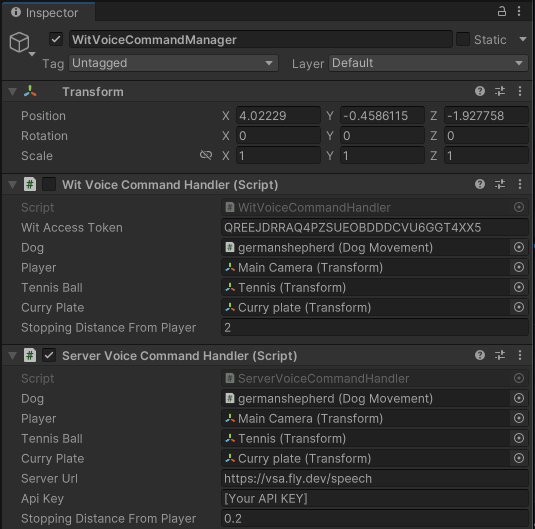 Inspector
WitVoiceCommandManager Static
Tag Untagged Layer Default
Transform
Position X 4.02229 Y -0.4586115 Z -1.927758
Rotation X 0 Y 0 Z 0
Scale X 1 Y 1 Z 1
Wit Voice Command Handler (Script)
Script WitVoiceCommandHandler
Wit Access Token QREEJDRRAQ4PZSUEOBDDDCVU6GGT4XX5
Dog germanshepherd (Dog Movement)
Player Main Camera (Transform)
Tennis Ball Tennis (Transform)
Curry Plate Curry plate (Transform)
Stopping Distance From Player 2
Server Voice Command Handler (Script)
Script ServerVoiceCommandHandler
Dog germanshepherd (Dog Movement)
Player Main Camera (Transform)
Tennis Ball Tennis (Transform)
Curry Plate Curry plate (Transform)
Server Url https://vsa.fly.dev/speech
Api Key [Your API KEY]
Stopping Distance From Player 0.2